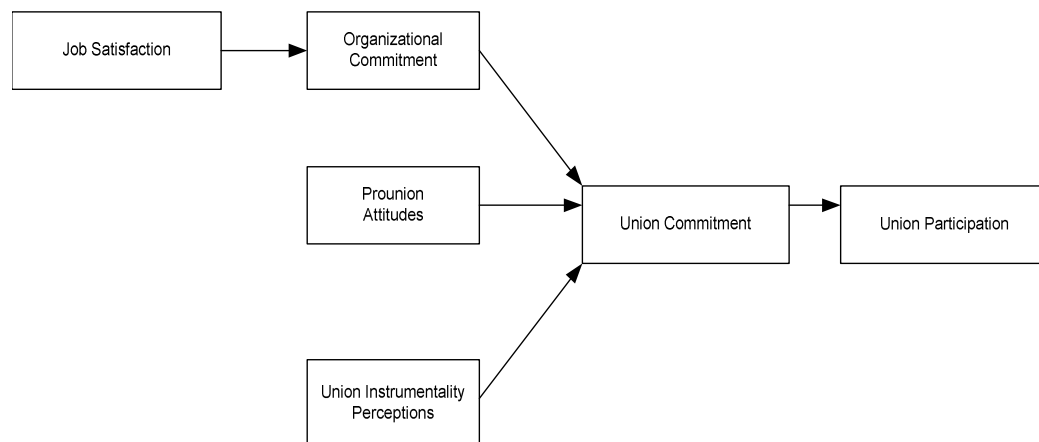 Job Satisfaction
Organizational
Commitment
Prounion
Attitudes
Union Commitment
Union Participation
Union Instrumentality
Perceptions